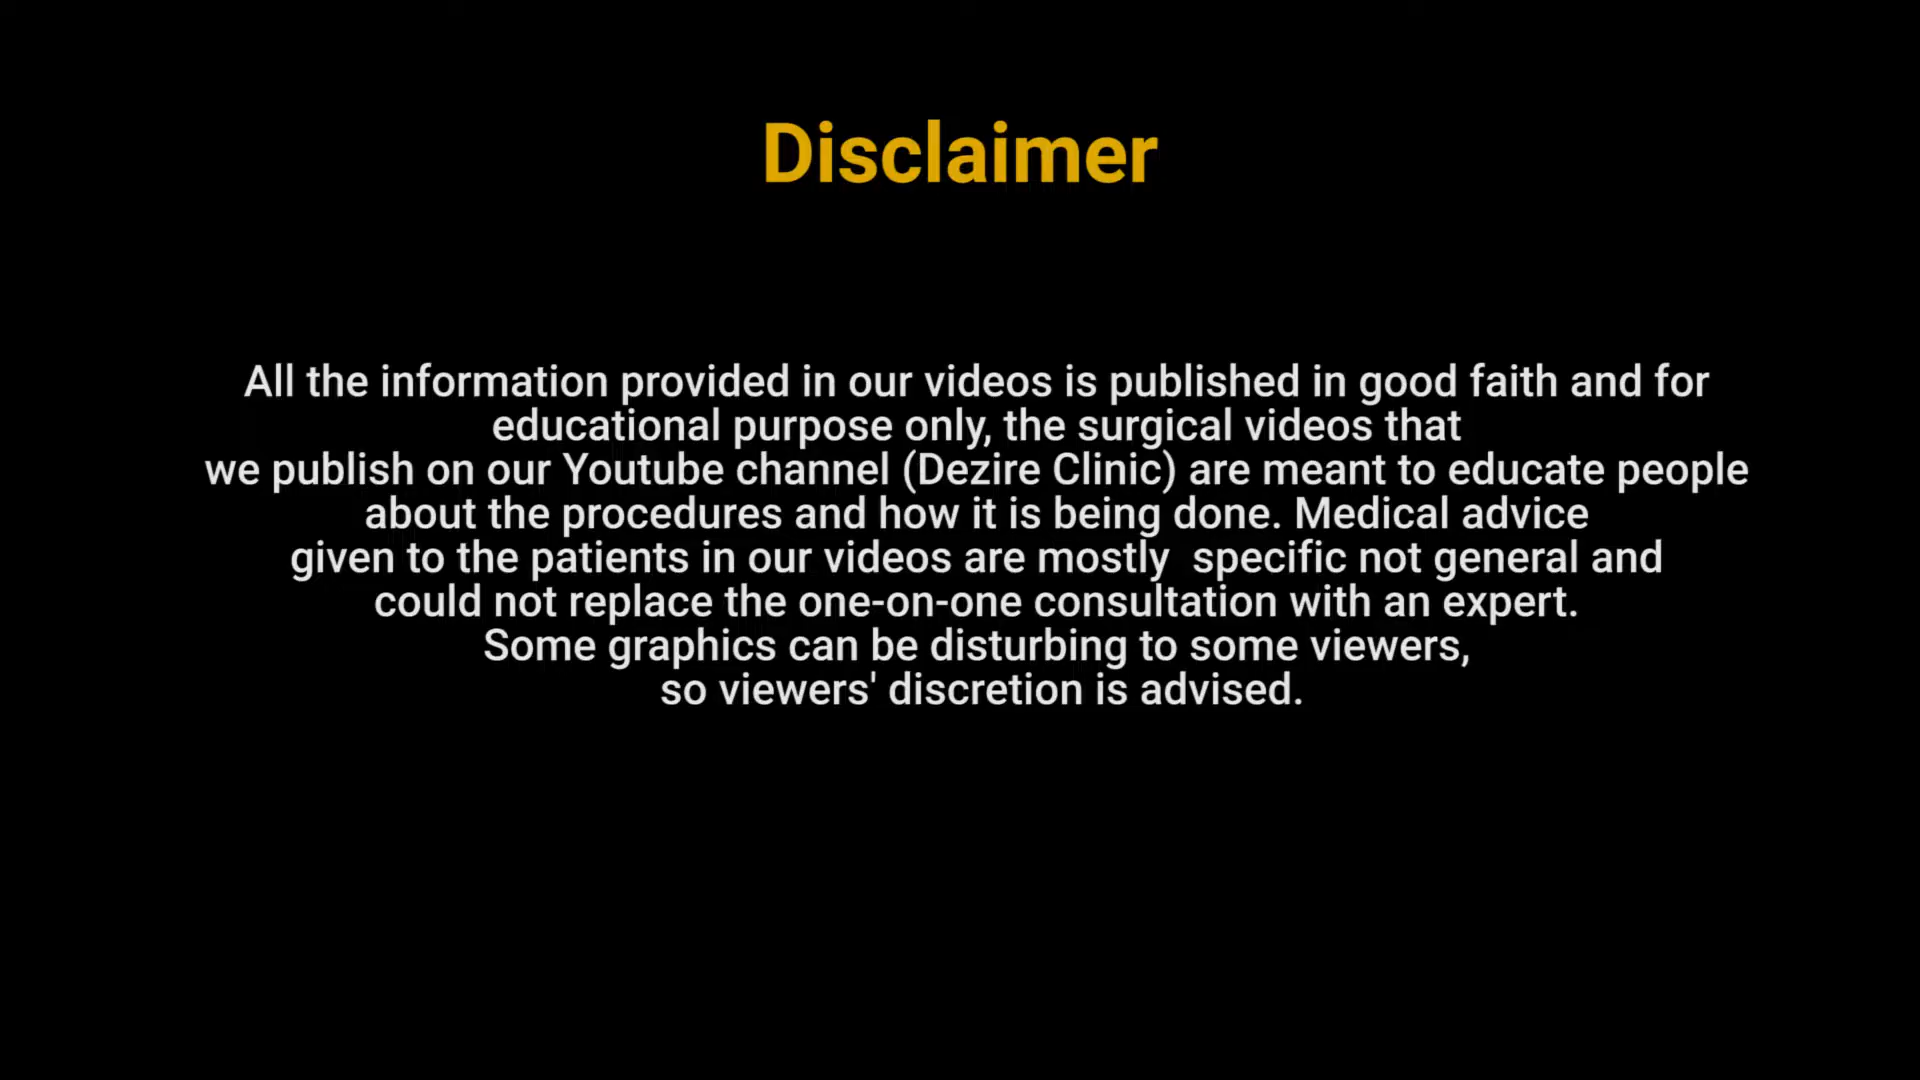 Disclaimer
All the information provided in our videos is published in good faith and for
educational purpose only, the surgical videos that
we publish on our Youtube channel (Dezire Clinic) are meant to educate people
about the procedures and how it is being done. Medical advice
given to the patients in our videos are mostly  specific not general and
could not replace the one-on-one consultation with an expert.
Some graphics can be disturbing to some viewers,
so viewers' discretion is advised.